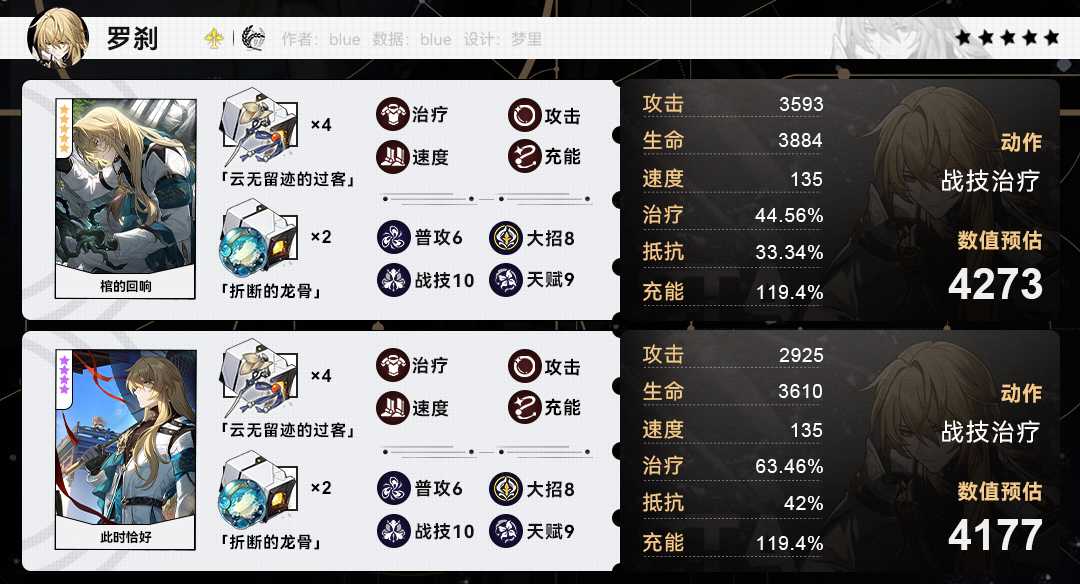 罗刹 作者：blue 数据：blue 设计：梦里
棺的回响
×4
「云无留迹的过客」
×2
「折断的龙骨」
治疗 攻击
速度 充能
普攻6 大招8
战技10 天赋9
攻击 3593
生命 3884
速度 135
治疗 44.56%
抵抗 33.34%
充能 119.4%
动作
战技治疗
数值预估
4273
此时恰好
×4
「云无留迹的过客」
×2
「折断的龙骨」
治疗 攻击
速度 充能
普攻6 大招8
战技10 天赋9
攻击 2925
生命 3610
速度 135
治疗 63.46%
抵抗 42%
充能 119.4%
动作
战技治疗
数值预估
4177